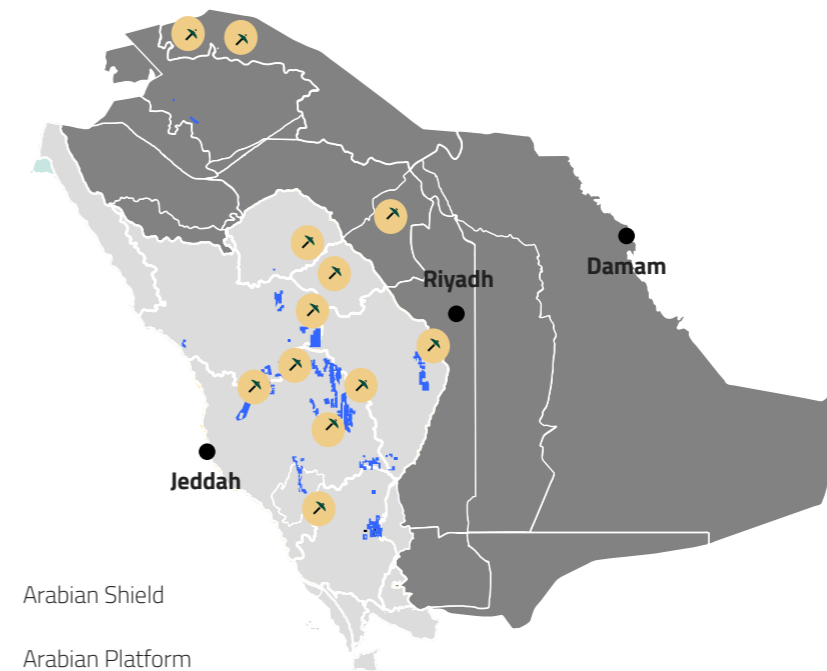 Riyadh
Damam
Jeddah
Arabian Shield
Arabian Platform